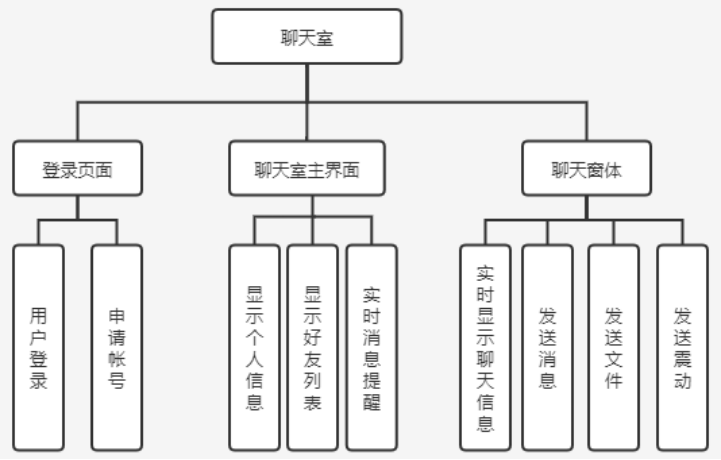 聊天室
登录页面
聊天室主界面
聊天窗体
用户登录
申请帐号
显示个人信息
显示好友列表
实时消息提醒
实时显示聊天信息
发送消息
发送文件
发送震动